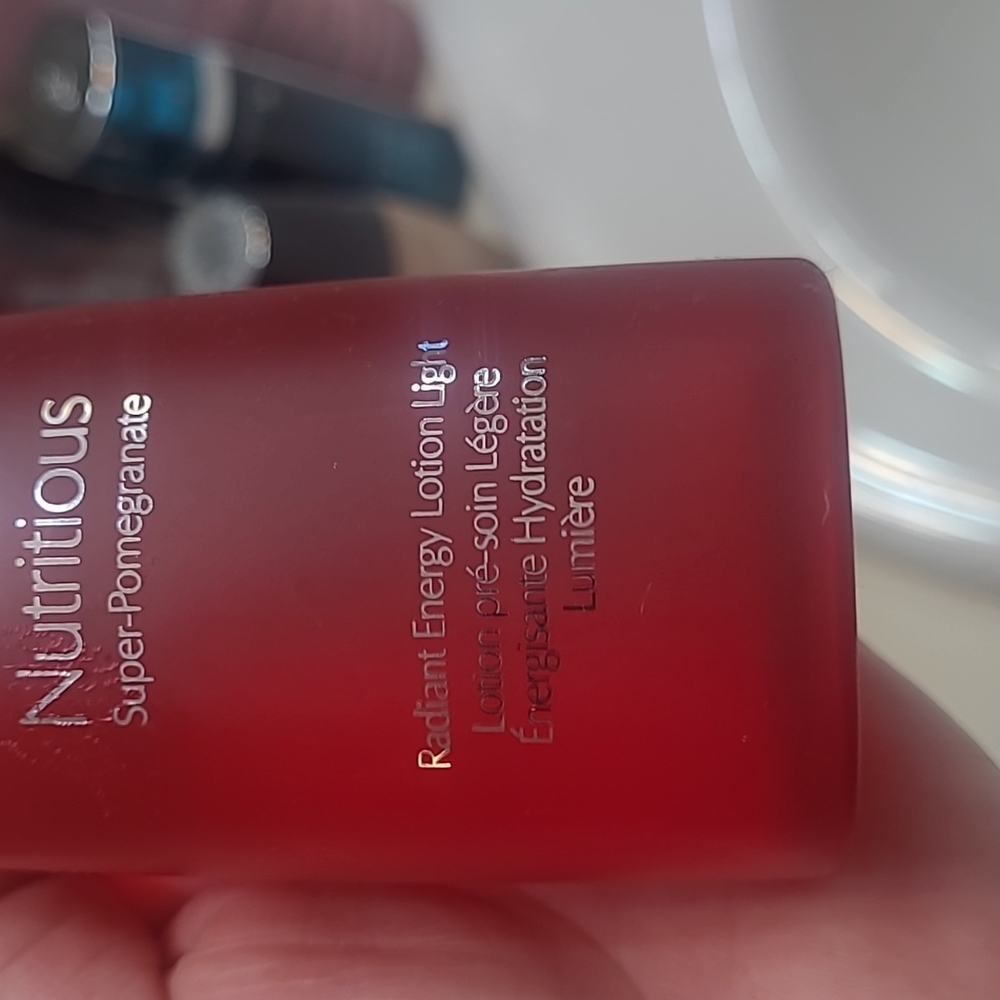 Nutritious
Super-Pomegranate
Radiant Energy Lotion Light
Lotion pré-soin Légère
Énergisante Hydratation
Lumière